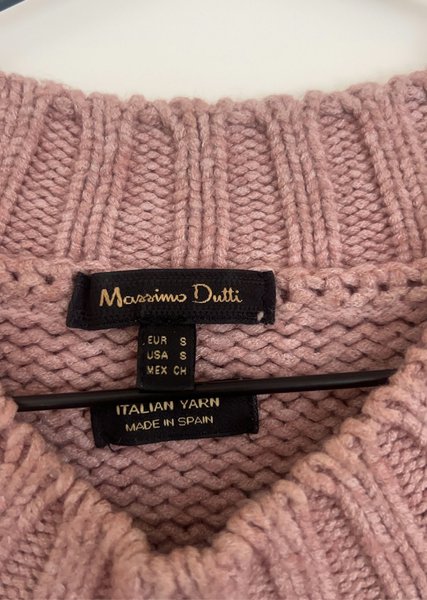 Massimo Dutti
EUR S
USA S
MEX CH
ITALIAN YARN
MADE IN SPAIN